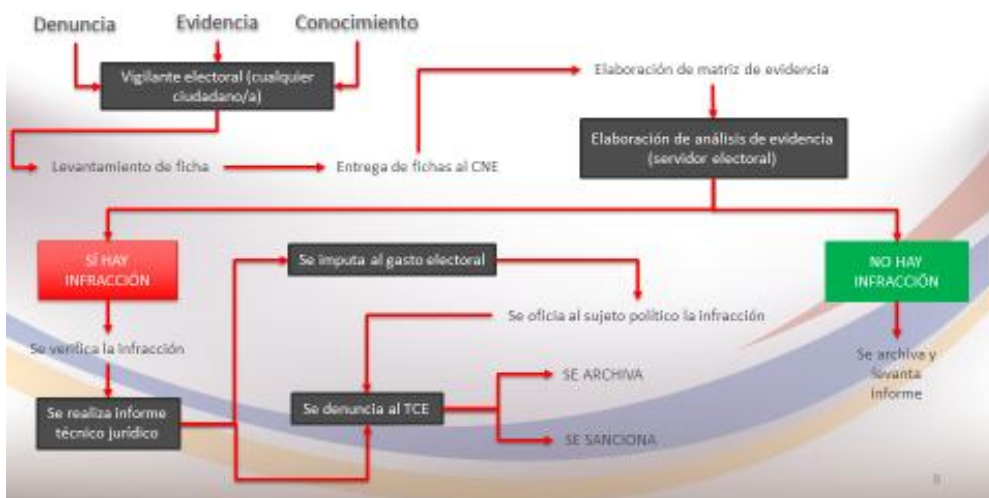 Denuncia
Evidencia
Conocimiento
Vigilante electoral (cualquier
ciudadano/a)
Elaboración de matriz de evidencia
Levantamiento de ficha
Entrega de fichas al CNE
Elaboración de análisis de evidencia
(servidor electoral)
SÍ HAY
INFRACCIÓN
Se imputa al gasto electoral
NO HAY
INFRACCIÓN
Se oficia al sujeto político la infracción
Se verifica la infracción
Se archiva y
levanta
informe
Se realiza informe
técnico jurídico
Se denuncia al TCE
SE ARCHIVA
SE SANCIONA